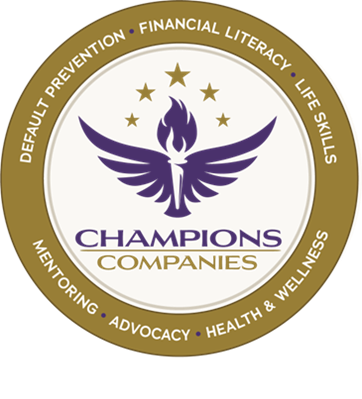 DEFAULT PREVENTION • FINANCIAL LITERACY • LIFE SKILLS
CHAMPIONS
COMPANIES
MENTORING • ADVOCACY • HEALTH & WELLNESS